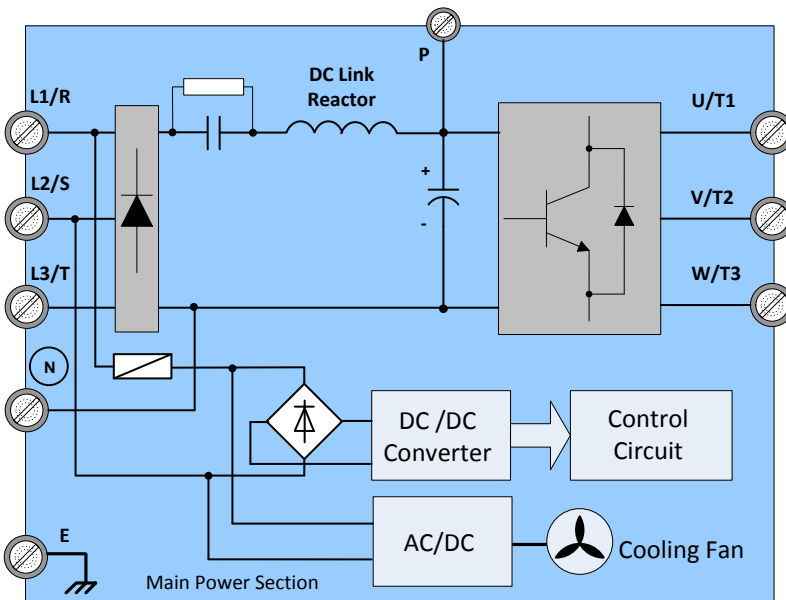 P
L1/R
DC Link
Reactor
U/T1
L2/S
+
-
V/T2
L3/T
W/T3
N
DC /DC
Converter
Control
Circuit
E
AC/DC
Cooling Fan
Main Power Section